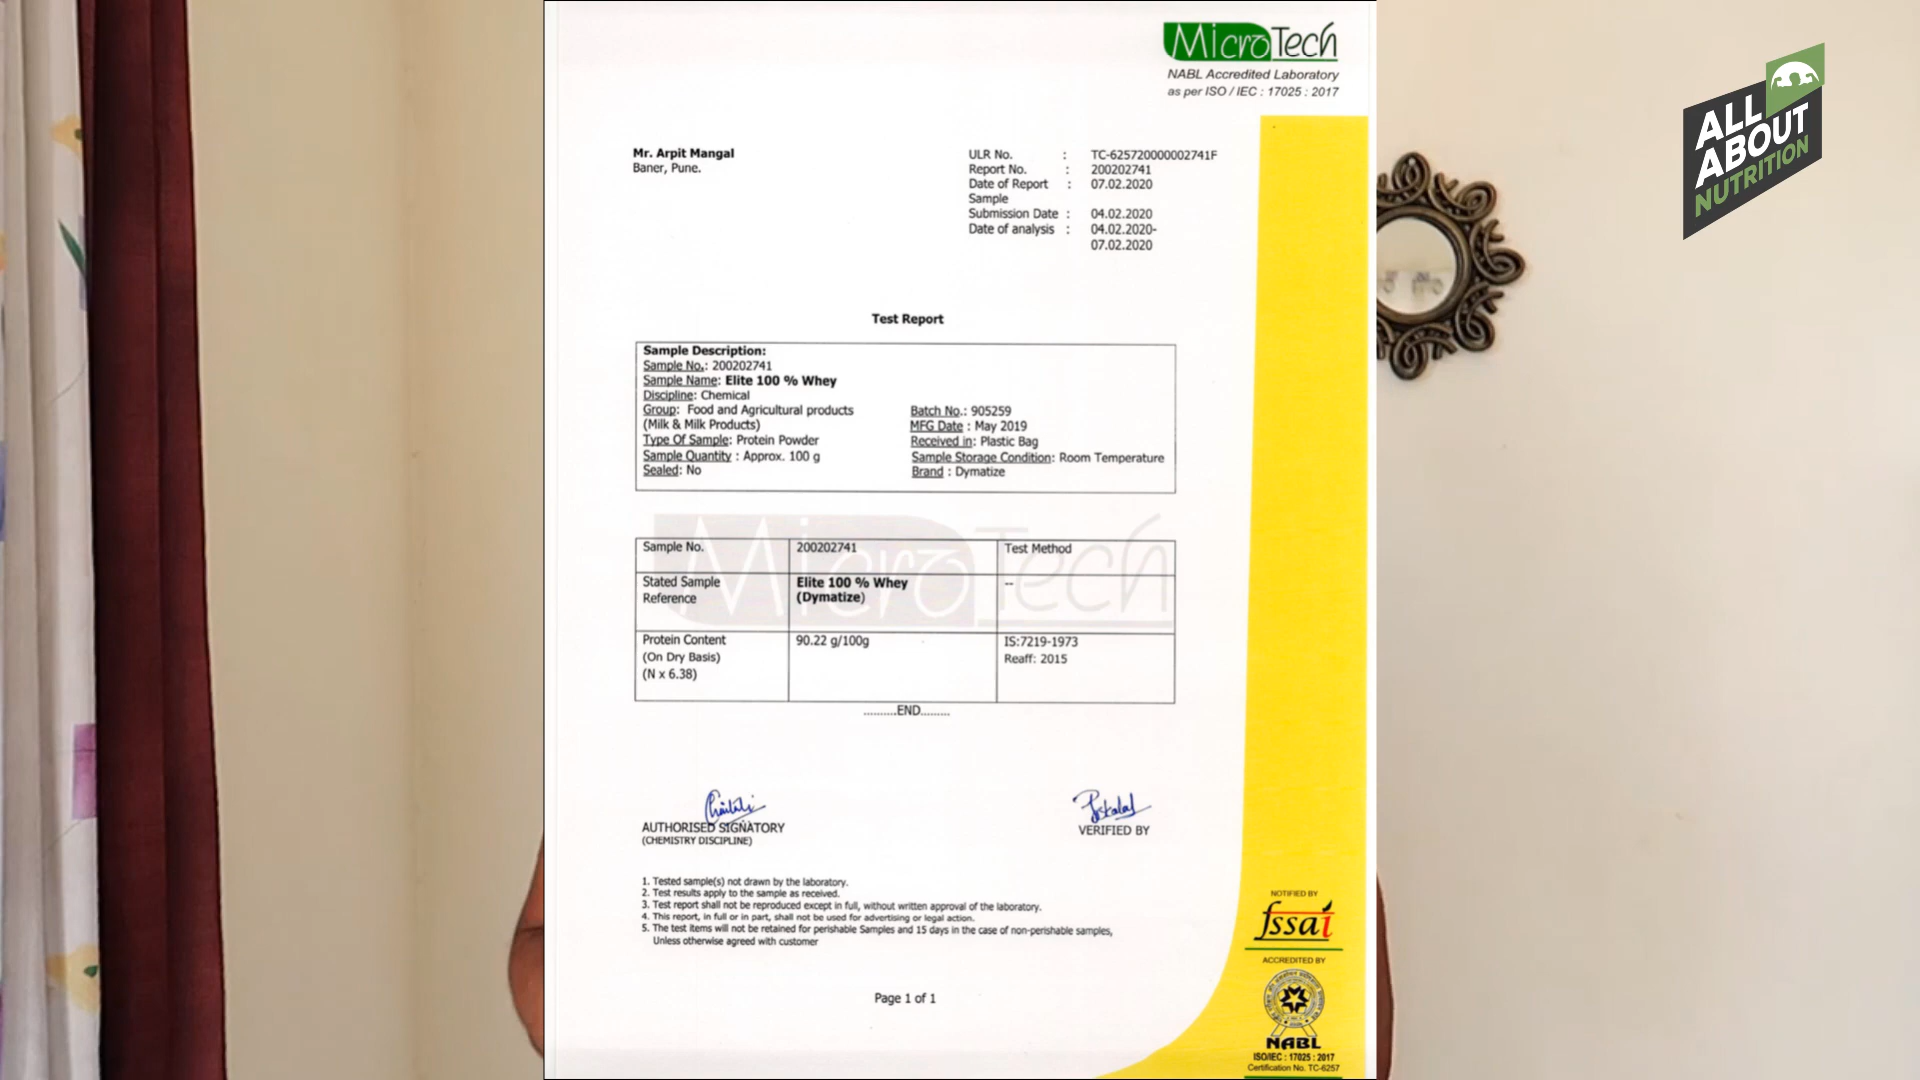 MicroTech
NABL Accredited Laboratory
as per ISO / IEC : 17025 : 2017
ALL
ABOUT
NUTRITION
Mr. Arpit Mangal
Baner, Pune.
ULR No. : TC-625720000002741F
Report No. : 200202741
Date of Report : 07.02.2020
Sample
Submission Date : 04.02.2020
Date of analysis : 04.02.2020-
07.02.2020
Test Report
Sample Description:
Sample No.: 200202741
Sample Name: Elite 100 % Whey
Discipline: Chemical
Group: Food and Agricultural products
(Milk & Milk Products)
Type Of Sample: Protein Powder
Sample Quantity : Approx. 100 g
Sealed: No
Batch No.: 905259
MFG Date : May 2019
Received in: Plastic Bag
Sample Storage Condition: Room Temperature
Brand : Dymatize
MicroTech
Sample No. 200202741 Test Method
Stated Sample Reference Elite 100 % Whey (Dymatize) --
Protein Content 90.22 g/100g IS:7219-1973
(On Dry Basis) Reaff: 2015
(N x 6.38)
..........END.........
AUTHORISED SIGNATORY
(CHEMISTRY DISCIPLINE)
VERIFIED BY
1. Tested sample(s) not drawn by the laboratory.
2. Test results apply to the sample as received.
3. Test report shall not be reproduced except in full, without written approval of the laboratory.
4. This report, in full or in part, shall not be used for advertising or legal action.
5. The test items will not be retained for perishable Samples and 15 days in the case of non-perishable samples,
Unless otherwise agreed with customer
Page 1 of 1
NOTIFIED BY
fssai
ACCREDITED BY
NABL
ISO/IEC : 17025 : 2017
Certification No. TC-6257